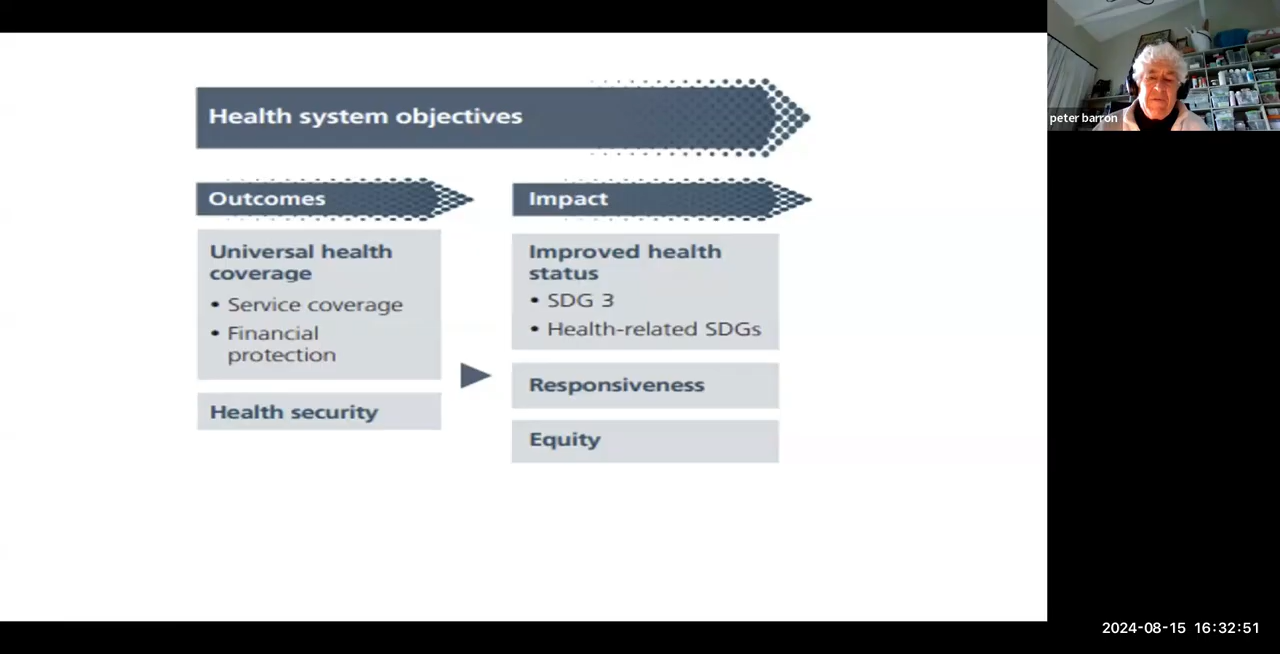 Health system objectives
Outcomes
Universal health
coverage
• Service coverage
• Financial
protection
Health security
Impact
Improved health
status
• SDG 3
• Health-related SDGs
Responsiveness
Equity
peter barron
2024-08-15 16:32:51